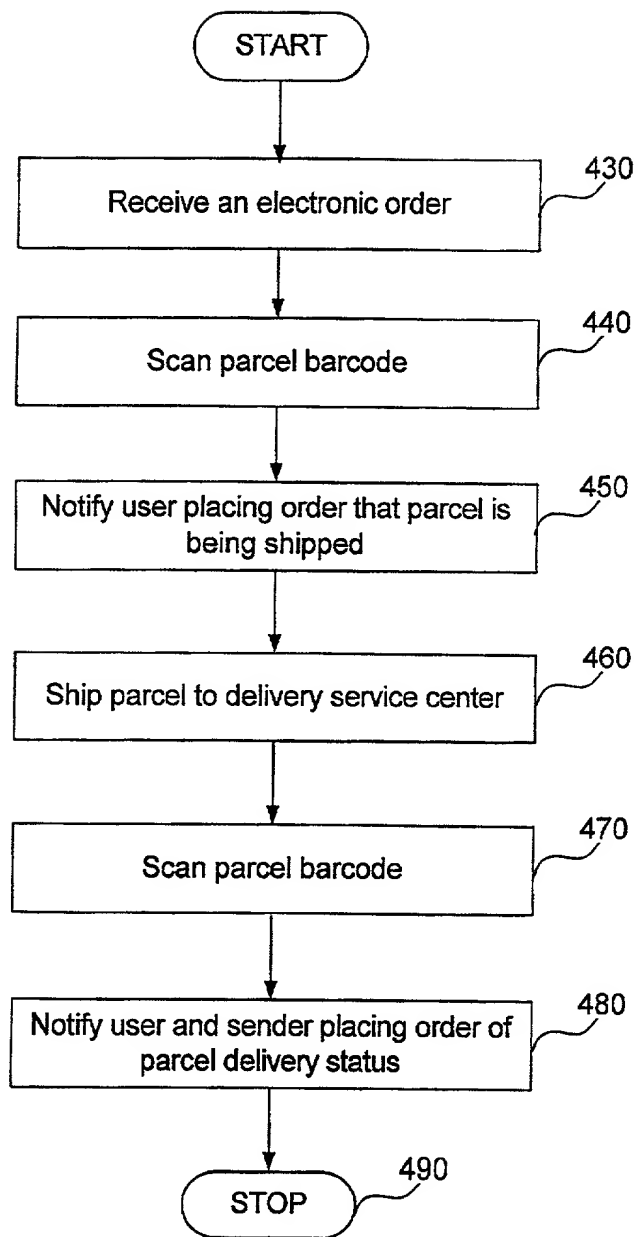 START
430
Receive an electronic order
440
Scan parcel barcode
450
Notify user placing order that parcel is
being shipped
460
Ship parcel to delivery service center
470
Scan parcel barcode
480
Notify user and sender placing order of
parcel delivery status
490
STOP